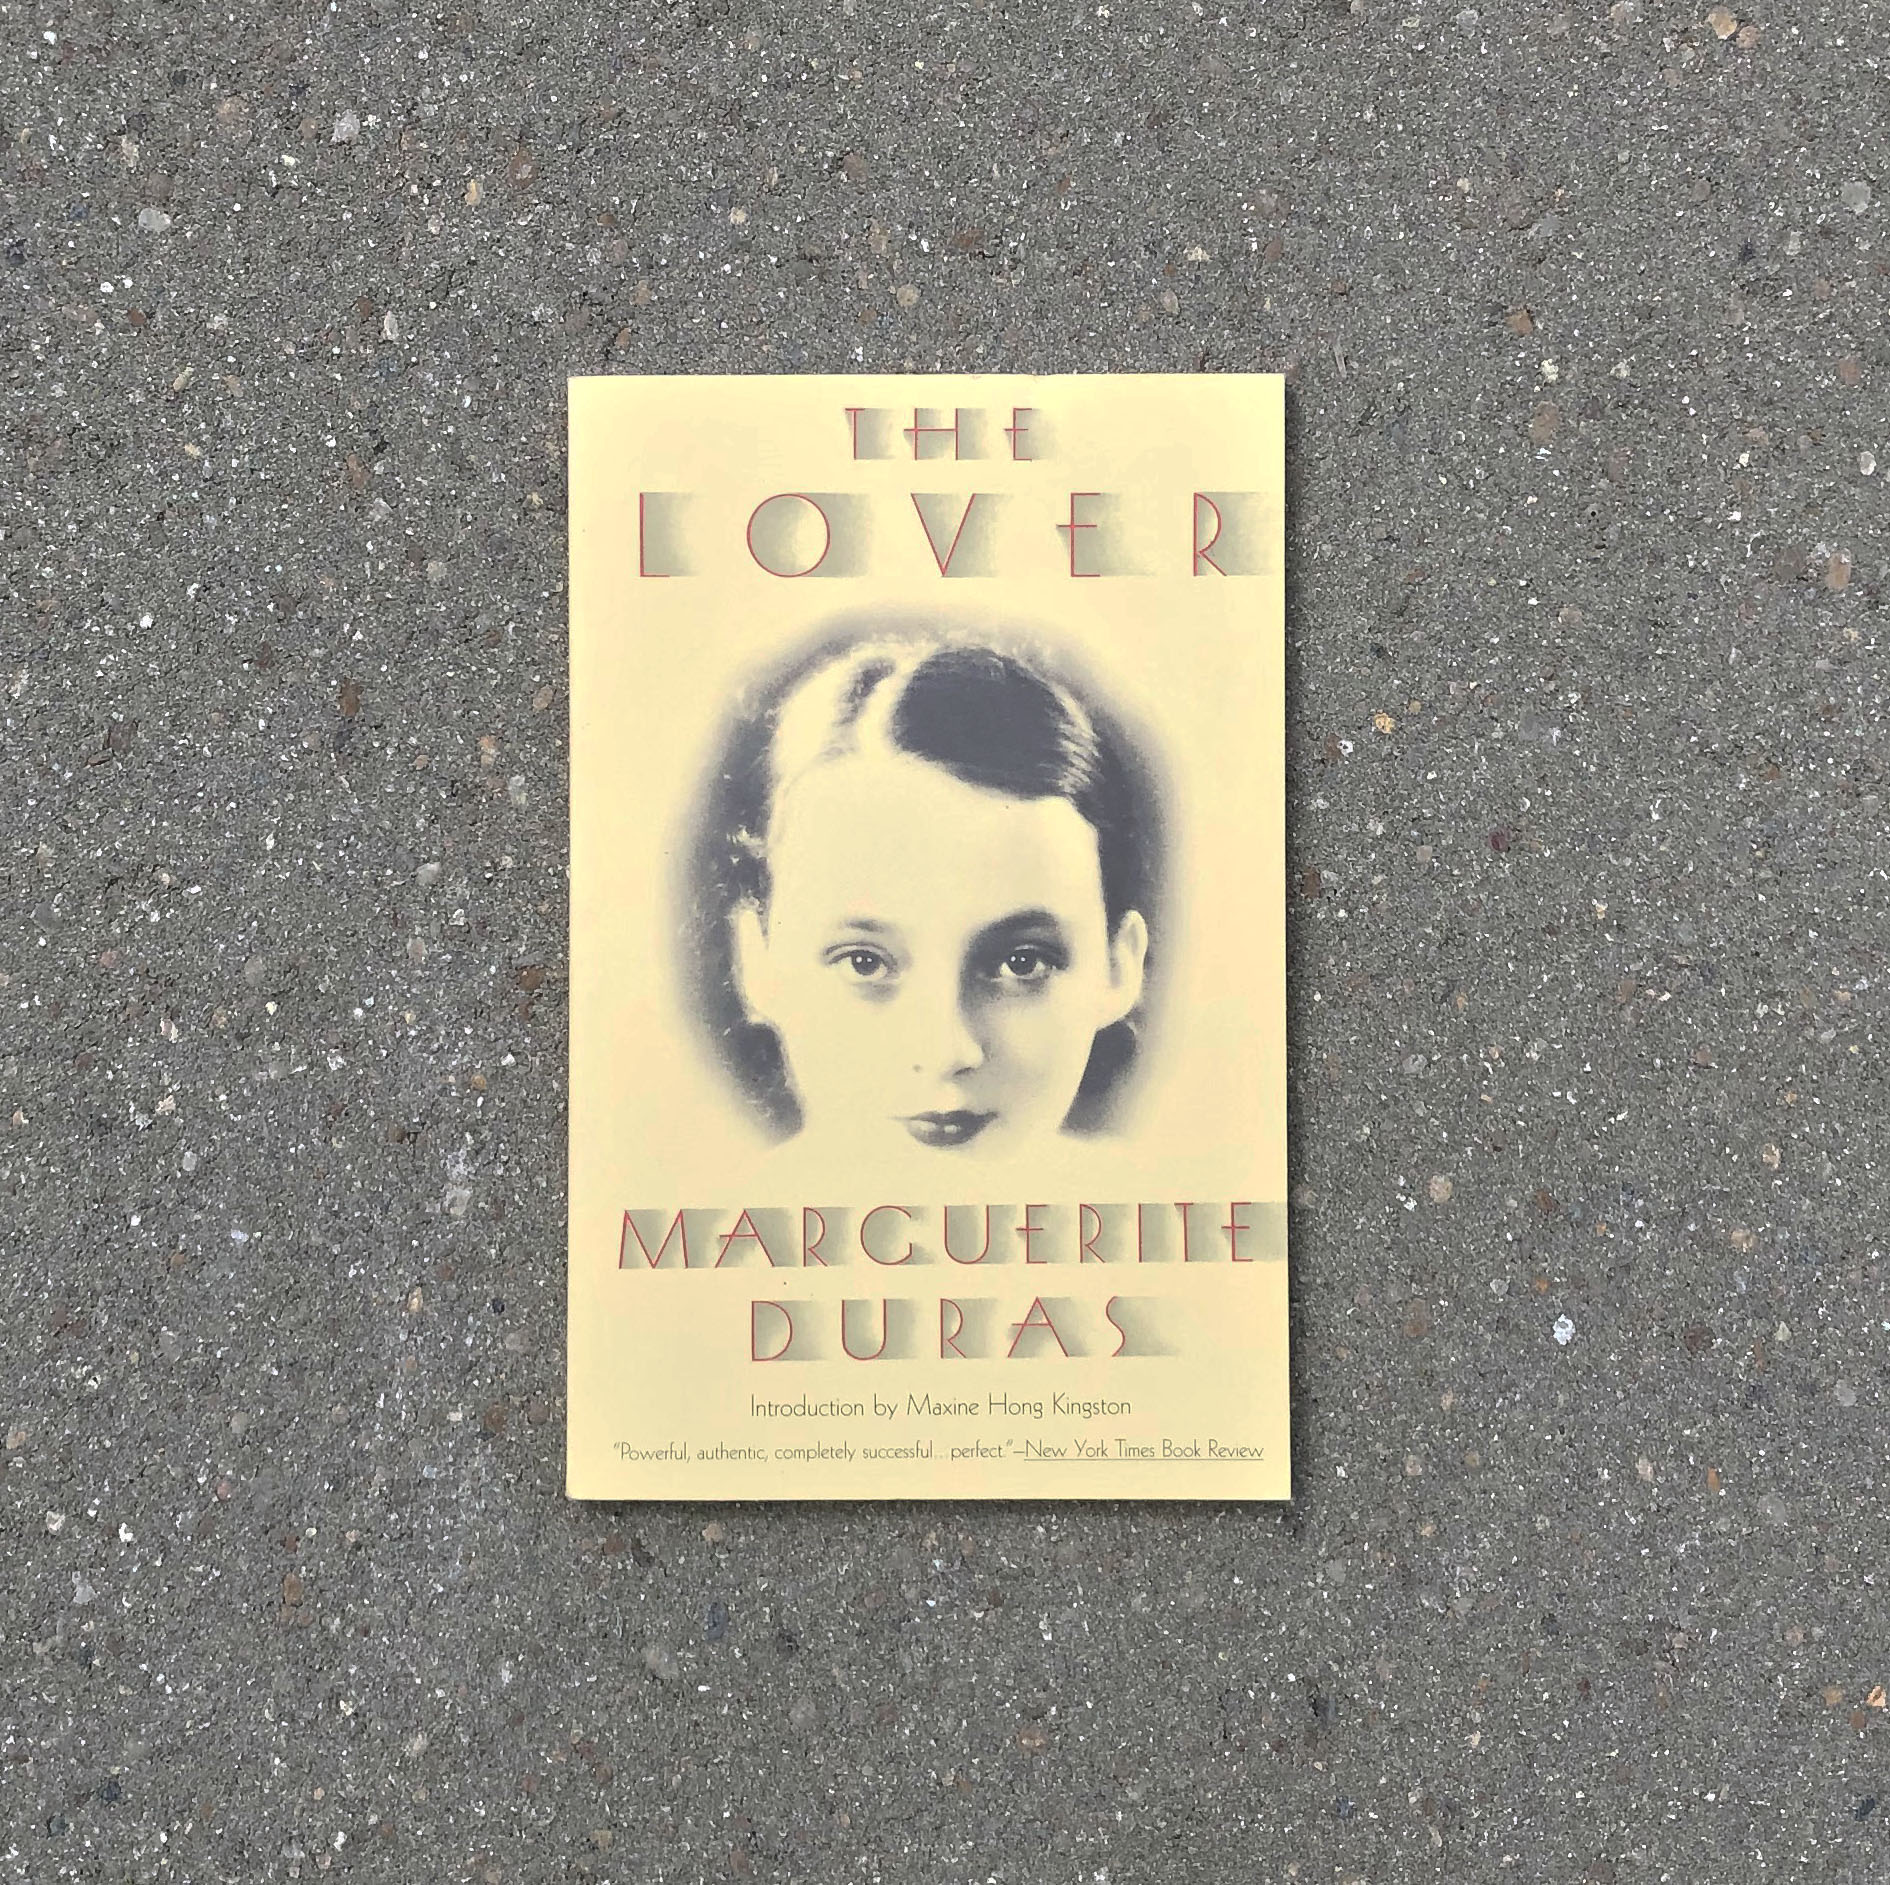 THE
LOVER
MARGUERITE
DURAS
Introduction by Maxine Hong Kingston
"Powerful, authentic, completely successful...perfect."—New York Times Book Review